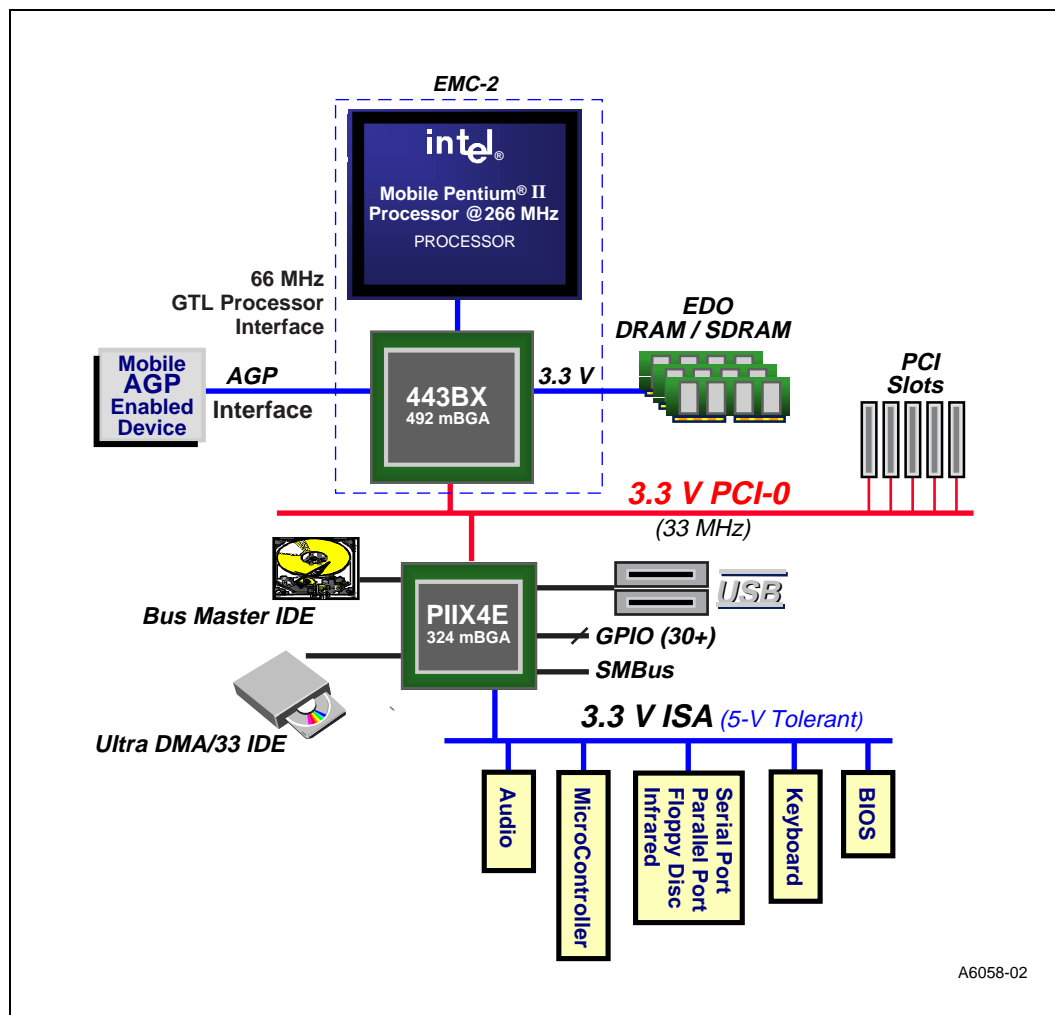 EMC-2
intel®
Mobile Pentium® II
Processor @266 MHz
PROCESSOR
66 MHz
GTL Processor
Interface
EDO
DRAM / SDRAM
PCI
Slots
Mobile
AGP
Enabled
Device
AGP
Interface
443BX
492 mBGA
3.3 V
3.3 V PCI-0
(33 MHz)
Bus Master IDE
PIIX4E
324 mBGA
USB
GPIO (30+)
SMBus
Ultra DMA/33 IDE
3.3 V ISA (5-V Tolerant)
Audio
MicroController
Serial Port
Parallel Port
Floppy Disc
Infrared
Keyboard
BIOS
A6058-02